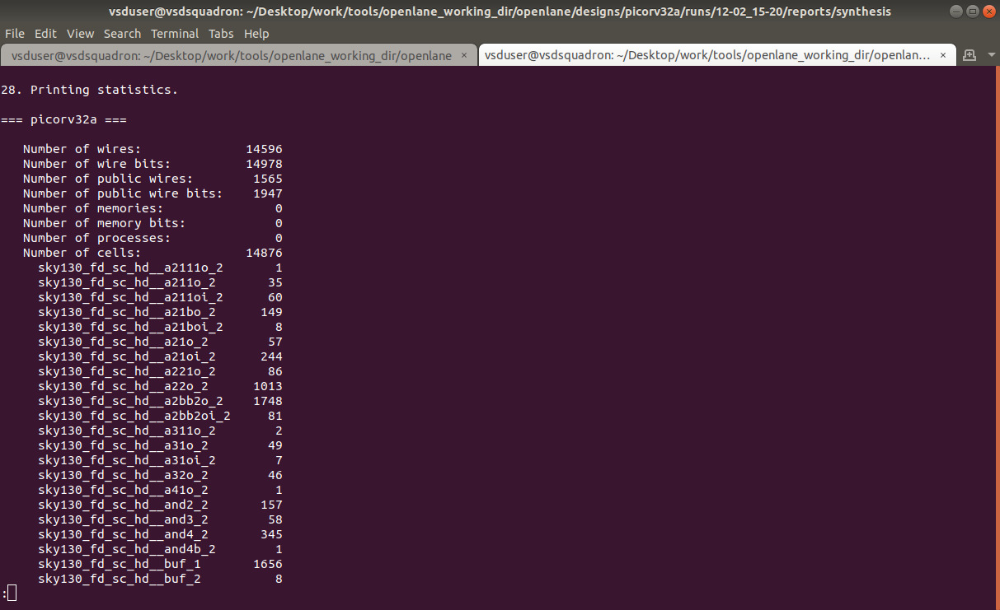 vsduser@vsdsquadron: ~/Desktop/work/tools/openlane_working_dir/openlane/designs/picorv32a/runs/12-02_15-20/reports/synthesis
File Edit View Search Terminal Tabs Help
vsduser@vsdsquadron: ~/Desktop/work/tools/openlane_working_dir/openlane × vsduser@vsdsquadron: ~/Desktop/work/tools/openlane_working_dir/openlan... ×
28. Printing statistics.
=== picorv32a ===
Number of wires: 14596
Number of wire bits: 14978
Number of public wires: 1565
Number of public wire bits: 1947
Number of memories: 0
Number of memory bits: 0
Number of processes: 0
Number of cells: 14876
sky130_fd_sc_hd__a2111o_2 1
sky130_fd_sc_hd__a211o_2 35
sky130_fd_sc_hd__a211oi_2 60
sky130_fd_sc_hd__a21bo_2 149
sky130_fd_sc_hd__a21boi_2 8
sky130_fd_sc_hd__a21o_2 57
sky130_fd_sc_hd__a21oi_2 244
sky130_fd_sc_hd__a221o_2 86
sky130_fd_sc_hd__a22o_2 1013
sky130_fd_sc_hd__a2bb2o_2 1748
sky130_fd_sc_hd__a2bb2oi_2 81
sky130_fd_sc_hd__a311o_2 2
sky130_fd_sc_hd__a31o_2 49
sky130_fd_sc_hd__a31oi_2 7
sky130_fd_sc_hd__a32o_2 46
sky130_fd_sc_hd__a41o_2 1
sky130_fd_sc_hd__and2_2 157
sky130_fd_sc_hd__and3_2 58
sky130_fd_sc_hd__and4_2 345
sky130_fd_sc_hd__and4b_2 1
sky130_fd_sc_hd__buf_1 1656
sky130_fd_sc_hd__buf_2 8
: